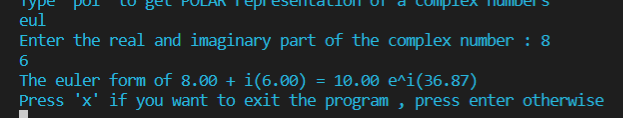 Type 'pol' to get POLAR representation of a complex numbers
eul
Enter the real and imaginary part of the complex number : 8
6
The euler form of 8.00 + i(6.00) = 10.00 e^i(36.87)
Press 'x' if you want to exit the program , press enter otherwise